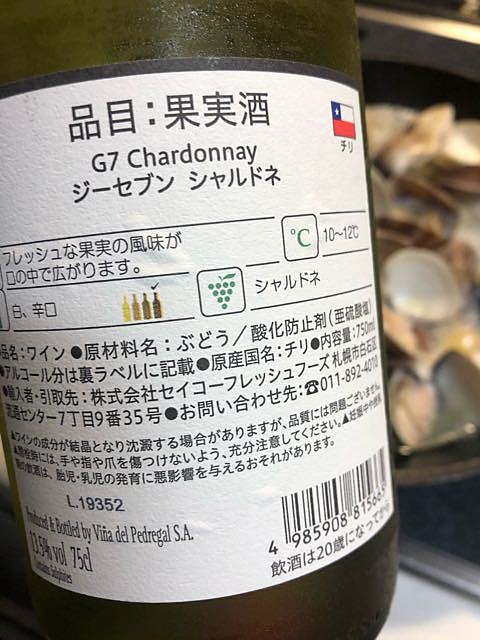 品目：果実酒
チリ
G7 Chardonnay
ジーセブン シャルドネ
フレッシュな果実の風味が
口の中で広がります。
℃
10〜12℃
白、辛口
シャルドネ
品名：ワイン●原材料名：ぶどう／酸化防止剤（亜硫酸塩）
●アルコール分は裏ラベルに記載●原産国名：チリ●内容量：750ml
●輸入者・引取先：株式会社セイコーフレッシュフーズ 札幌市白石区
流通センター7丁目9番35号●お問い合わせ先：☎011-892-4010
▲ワインの成分が結晶となり沈澱する場合がありますが、品質には問題ございません。
▲開栓時には、手や指や爪を傷つけないよう、充分注意してください。▲妊娠中や授乳
期の飲酒は、胎児・乳児の発育に悪影響を与えるおそれがあります。
L.19352
Produced & Bottled by Viña del Pedregal S.A.
13.5% vol 75cl
Contains Sulphites
4 985908 815665
飲酒は20歳になってから